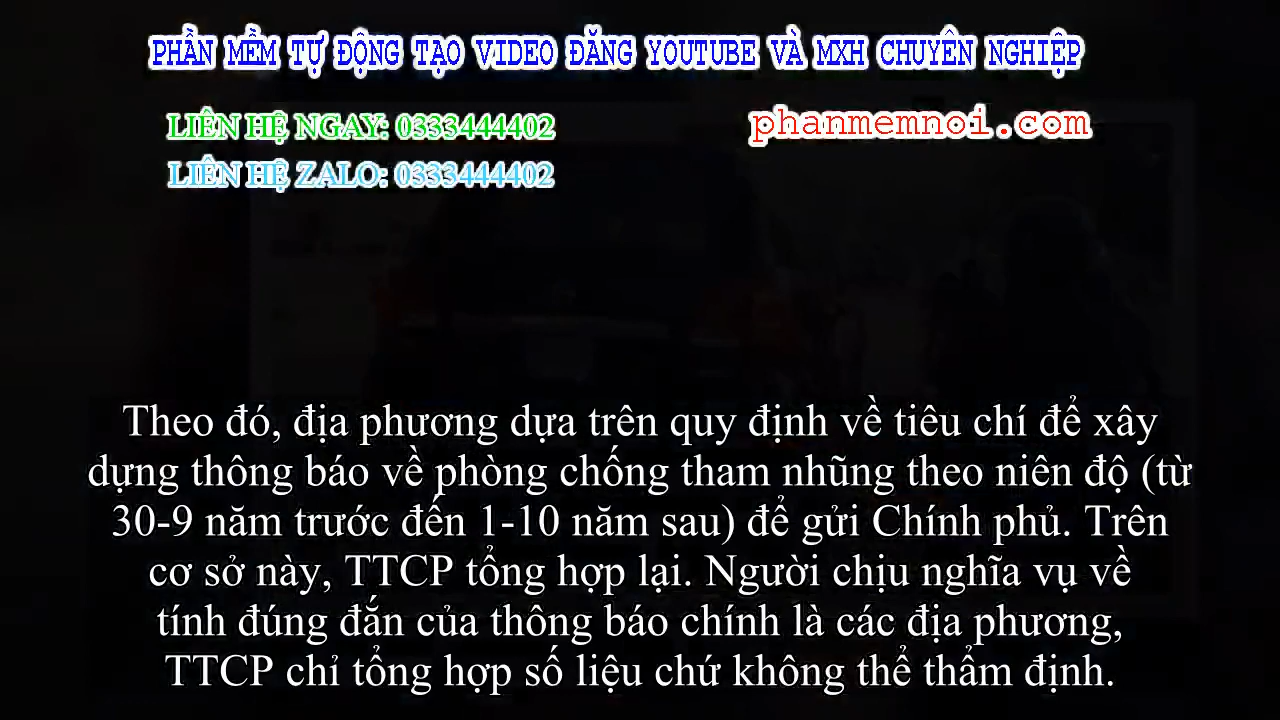 PHẦN MỀM TỰ ĐỘNG TẠO VIDEO ĐĂNG YOUTUBE VÀ MXH CHUYÊN NGHIỆP
LIÊN HỆ NGAY: 0333444402
phanmemnoi.com
LIÊN HỆ ZALO: 0333444402
Theo đó, địa phương dựa trên quy định về tiêu chí để xây
dựng thông báo về phòng chống tham nhũng theo niên độ (từ
30-9 năm trước đến 1-10 năm sau) để gửi Chính phủ. Trên
cơ sở này, TTCP tổng hợp lại. Người chịu nghĩa vụ về
tính đúng đắn của thông báo chính là các địa phương,
TTCP chỉ tổng hợp số liệu chứ không thể thẩm định.